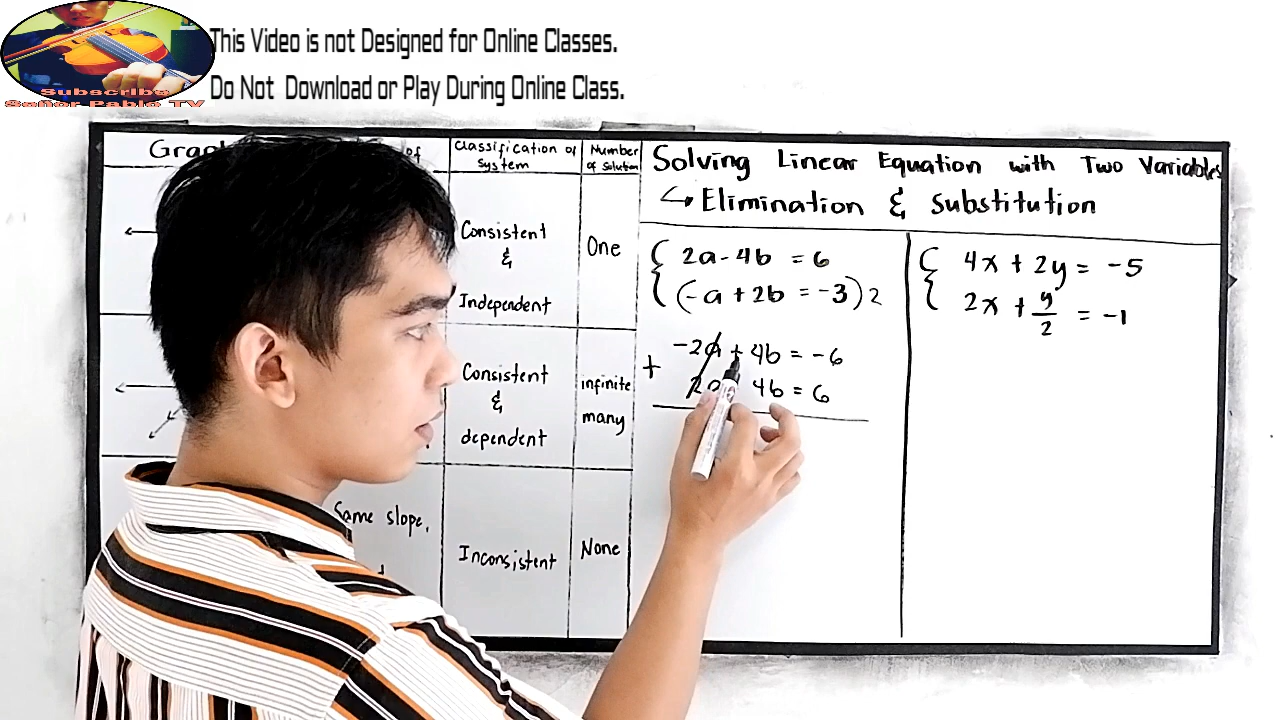 This Video is not Designed for Online Classes.
Do Not Download or Play During Online Class.
Subscribe
Señor Pablo TV
of
Classification of
system
Number
of solution
Consistent
&
Independent
One
Consistent
&
dependent
infinite
many
Same slope,
Inconsistent
None
Solving Linear Equation with Two Variables
↳ Elimination & Substitution
2a - 4b = 6
(-a + 2b = -3) 2
-2a + 4b = -6
+
4b = 6
4x + 2y = -5
2x + y/2 = -1